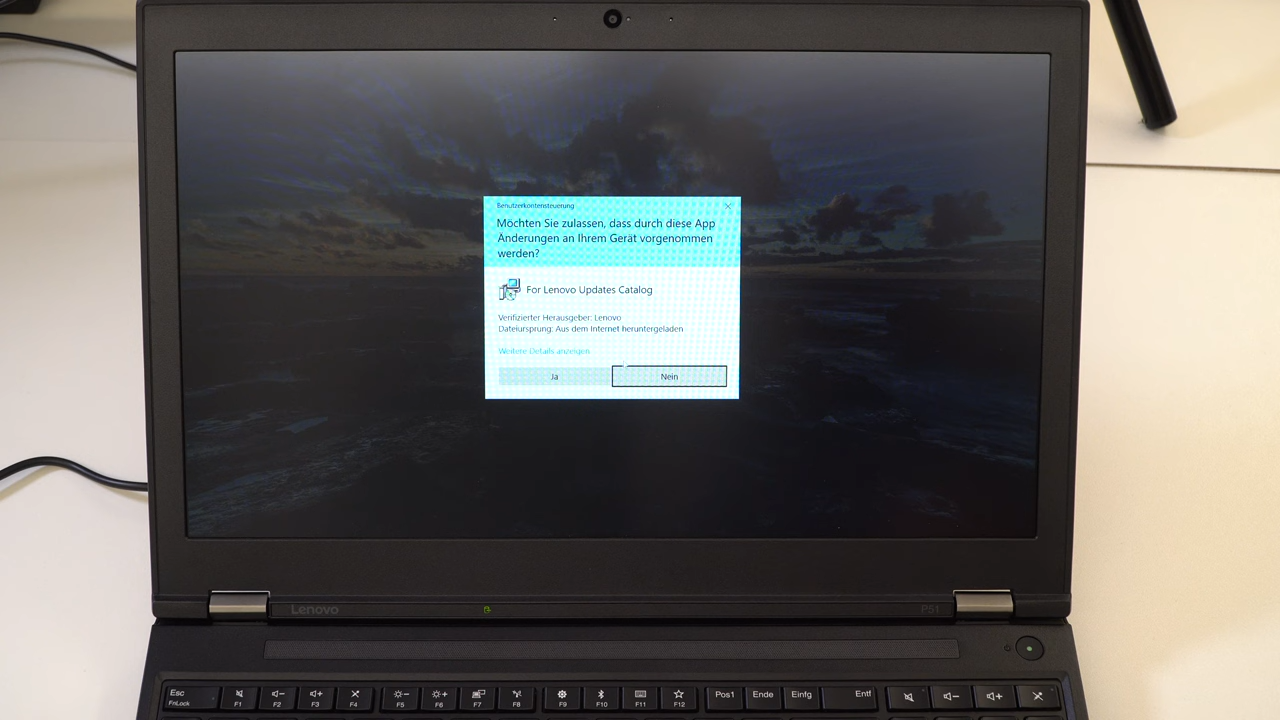 Benutzerkontensteuerung
Möchten Sie zulassen, dass durch diese App
Änderungen an Ihrem Gerät vorgenommen
werden?
For Lenovo Updates Catalog
Verifizierter Herausgeber: Lenovo
Dateiursprung: Aus dem Internet heruntergeladen
Weitere Details anzeigen
Ja
Nein
Lenovo
P51
Esc
FnLock
F1
F2
F3
F4
F5
F6
F7
F8
F9
F10
F11
F12
Pos1
Ende
Einfg
Entf